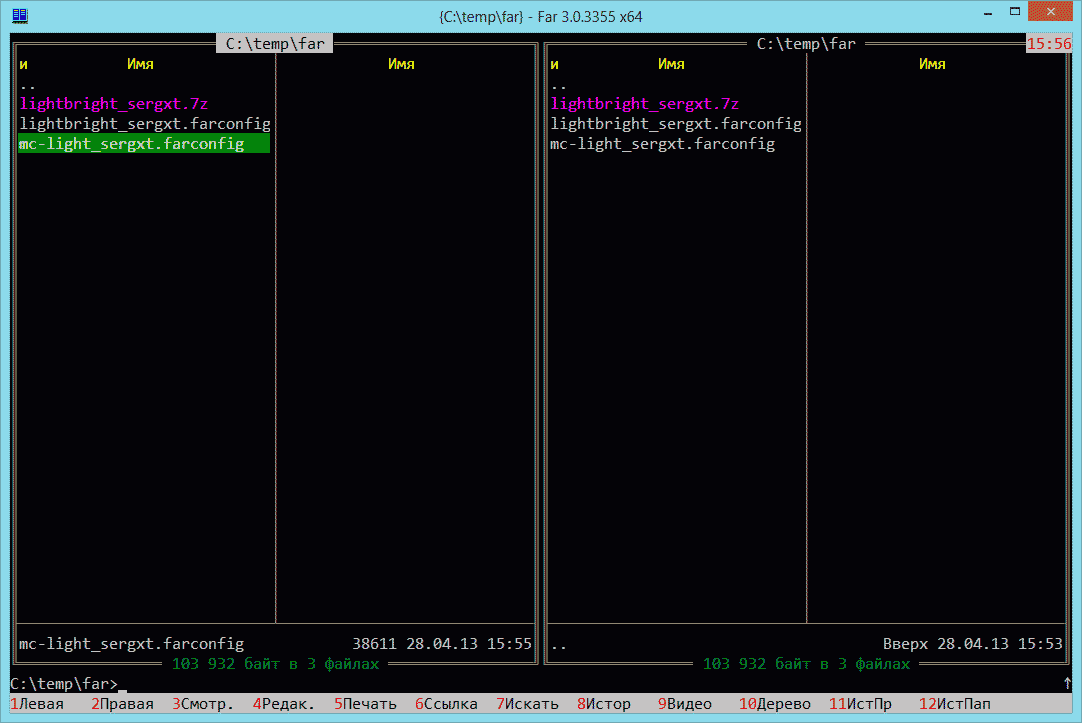 {C:\temp\far} - Far 3.0.3355 x64
C:\temp\far C:\temp\far 15:56
и Имя Имя и Имя Имя
.. ..
lightbright_sergxt.7z lightbright_sergxt.7z
lightbright_sergxt.farconfig lightbright_sergxt.farconfig
mc-light_sergxt.farconfig mc-light_sergxt.farconfig
mc-light_sergxt.farconfig 38611 28.04.13 15:55 .. Вверх 28.04.13 15:53
103 932 байт в 3 файлах 103 932 байт в 3 файлах
C:\temp\far>_ ↑
1Левая 2Правая 3Смотр. 4Редак. 5Печать 6Ссылка 7Искать 8Истор 9Видео 10Дерево 11ИстПр 12ИстПап